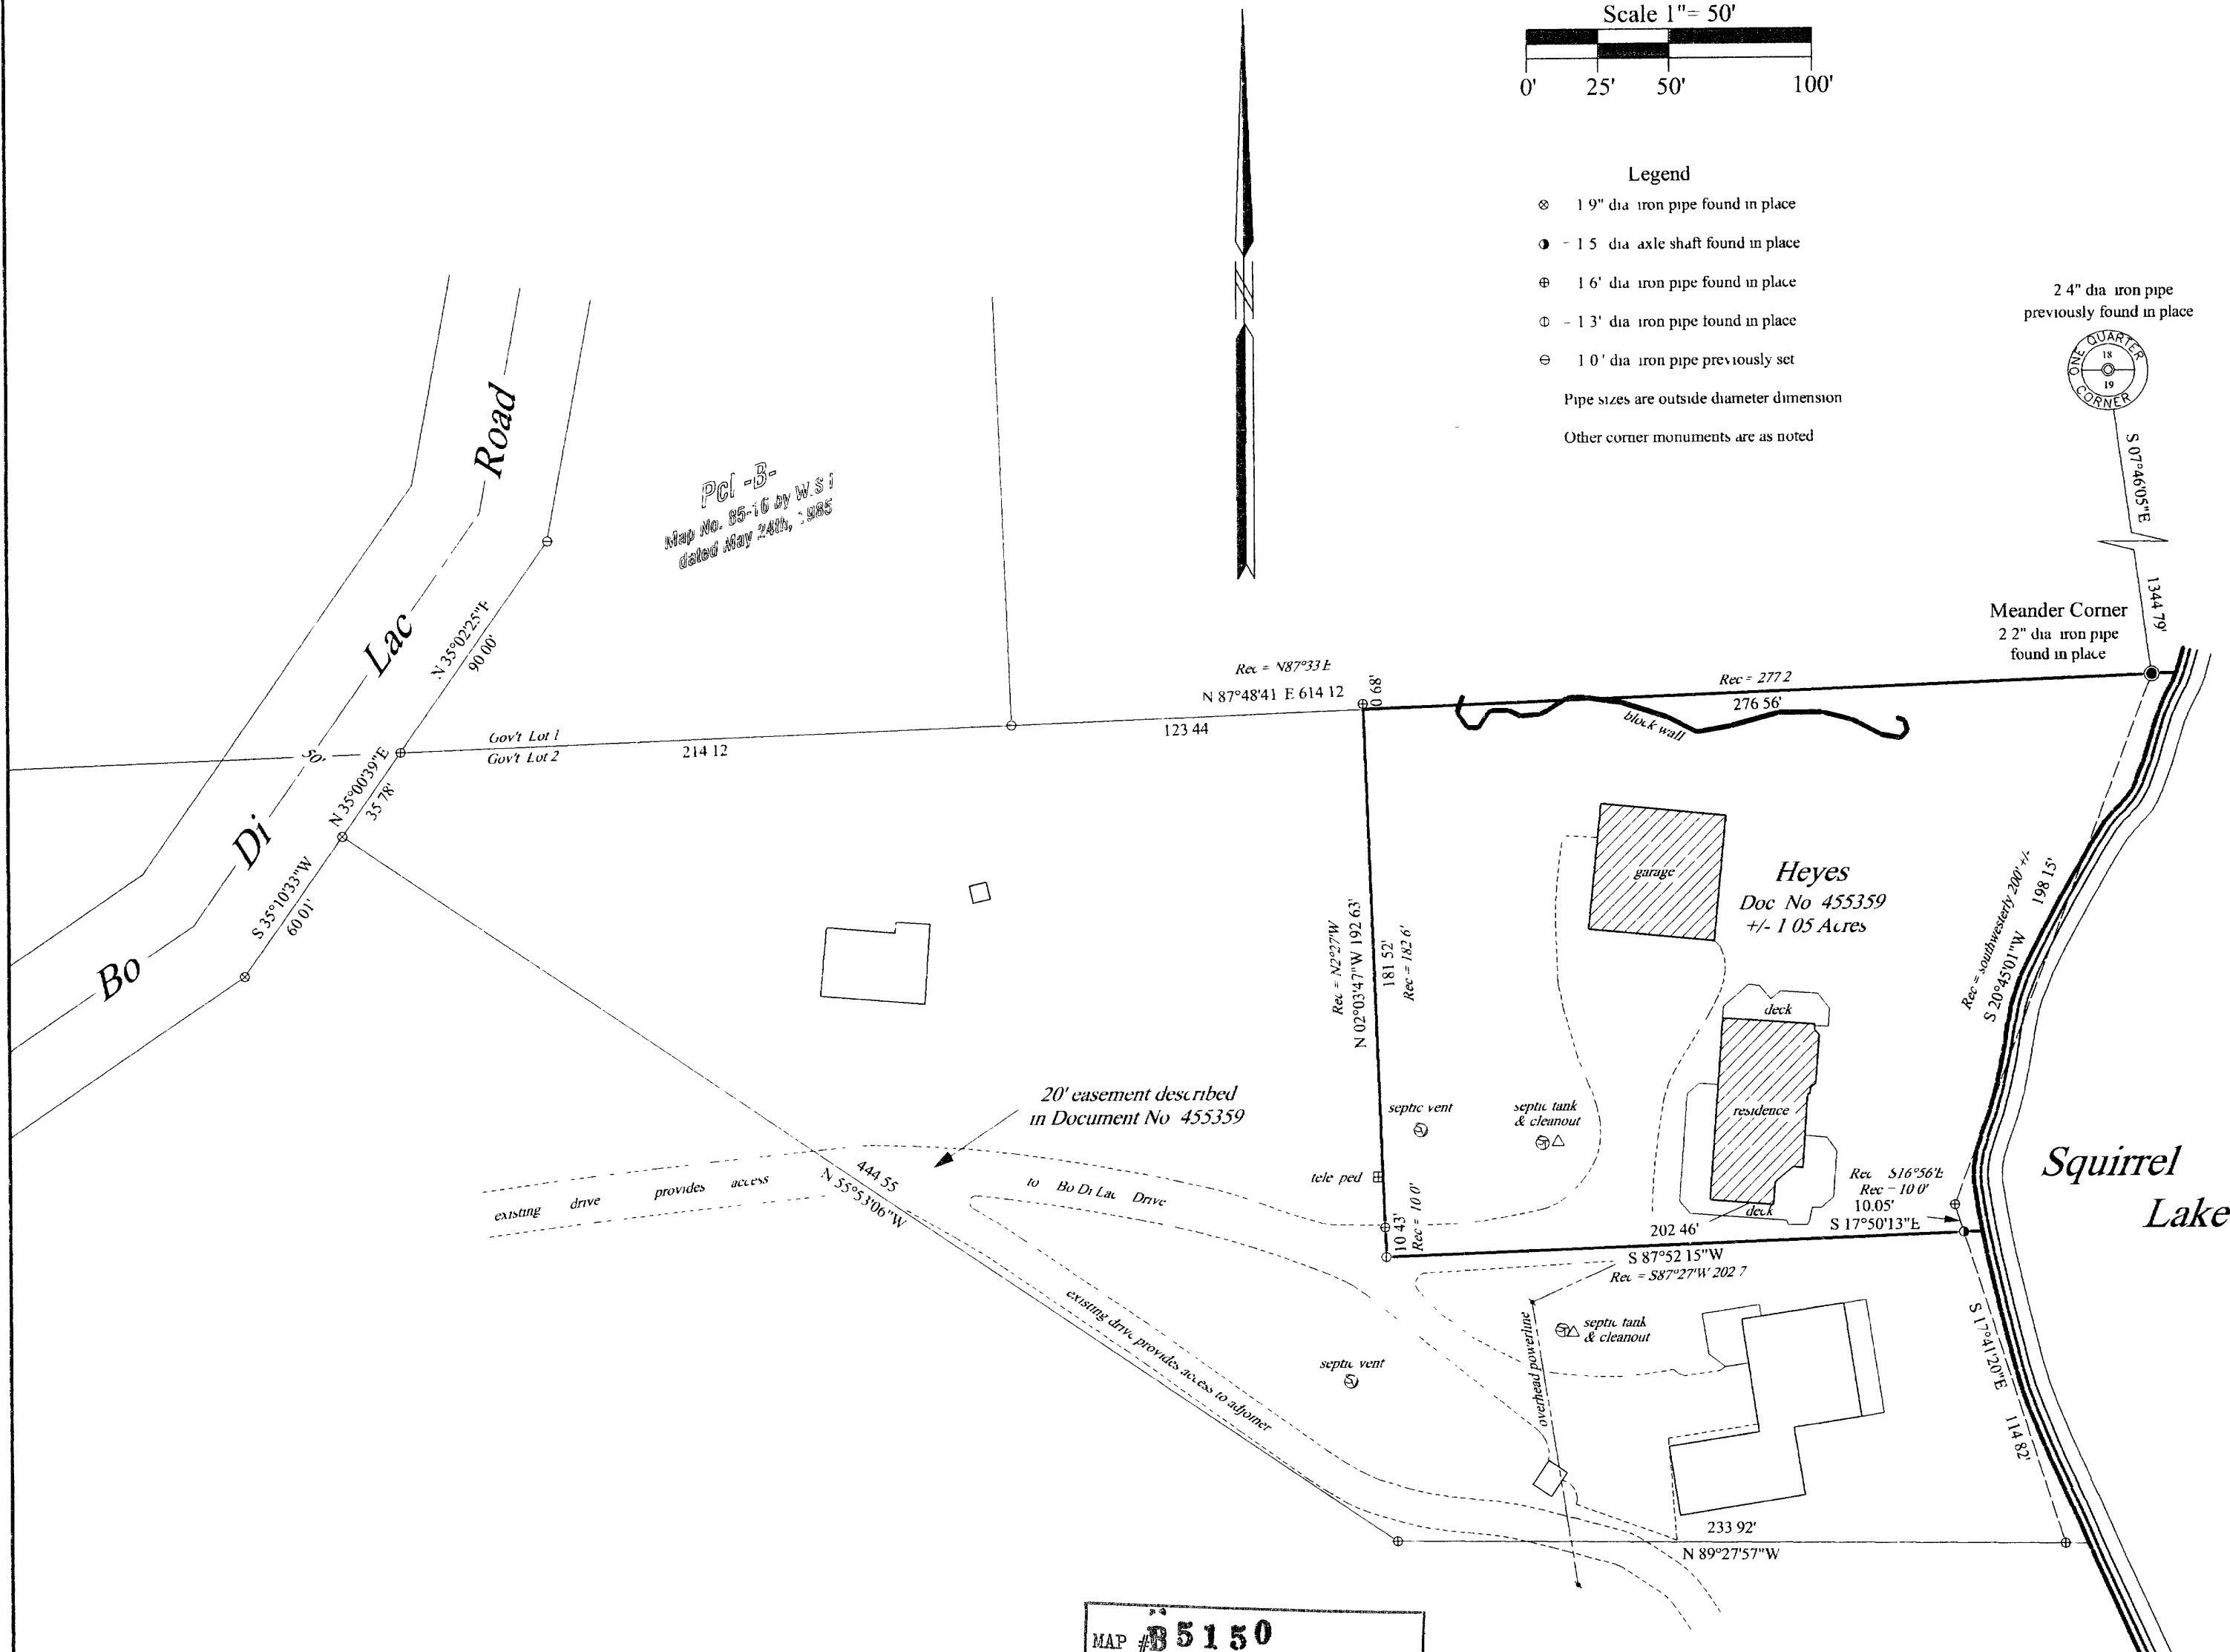 Scale 1"= 50'
0' 25' 50' 100'
Legend
1 9" dia iron pipe found in place
- 1 5 dia axle shaft found in place
1 6' dia iron pipe found in place
- 1 3' dia iron pipe found in place
1 0' dia iron pipe previously set
Pipe sizes are outside diameter dimension
Other corner monuments are as noted
2 4" dia iron pipe
previously found in place
ONE QUARTER
18
19
CORNER
S 07°46'05"E
1344 79'
Meander Corner
2 2" dia iron pipe
found in place
Bo Di Lac Road
50'
Pcl -B-
Map No. 85-16 by W.S I
dated May 24th, 1985
N 35°02'25"E
90 00'
N 35°00'39"E
35 78'
S 35°10'33"W
60 01'
Gov't Lot 1
Gov't Lot 2
214 12
123 44
Rec = N87°33 E
N 87°48'41 E 614 12
0 68'
Rec = 277 2
276 56'
block wall
garage
Heyes
Doc No 455359
+/- 1 05 Acres
Rec = southwesterly 200' +/-
198 15'
S 20°45'01"W
Rec = N2°27'W
N 02°03'47"W 192 63'
181 52'
Rec = 182 6'
deck
residence
deck
septic vent
septic tank
& cleanout
tele ped
10 43'
Rec = 10 0'
20' easement described
in Document No 455359
444 55
N 55°53'06"W
existing drive provides access to Bo Di Lac Drive
existing drive provides access to adjoiner
Rec S16°56'E
Rec = 10 0'
10.05'
S 17°50'13"E
202 46'
S 87°52 15"W
Rec = S87°27'W 202 7
Squirrel
Lake
S 17°41'20"E
114 82'
septic tank
& cleanout
septic vent
overhead powerline
233 92'
N 89°27'57"W
MAP #B5150